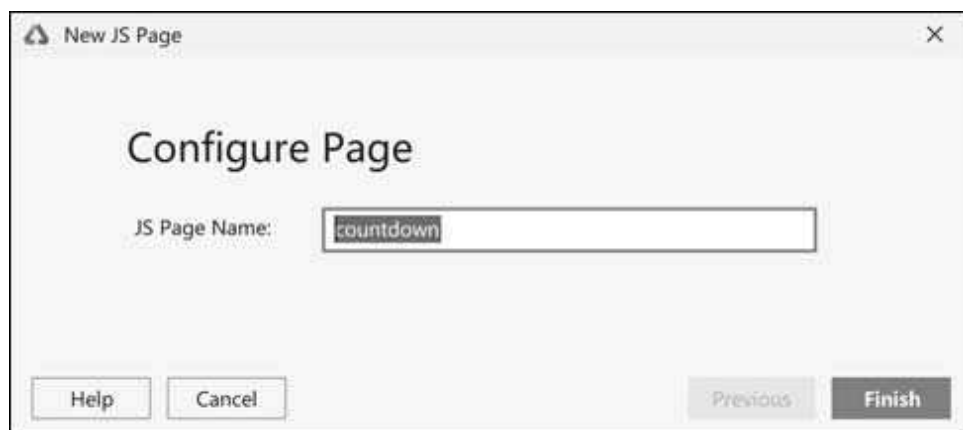 New JS Page
Configure Page
JS Page Name: countdown
Help Cancel Previous Finish